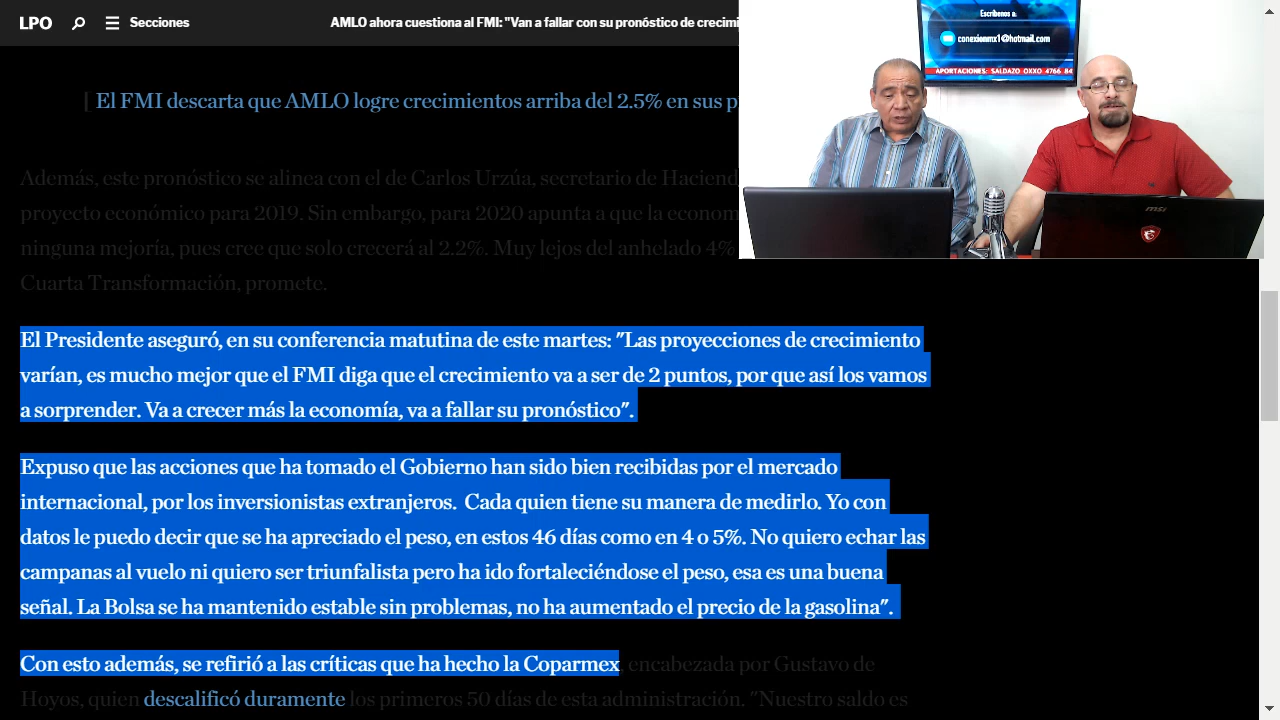 LPO
Secciones
AMLO ahora cuestiona al FMI: "Van a fallar con su pronóstico de crecimi
Escríbenos a:
conexionmx1@hotmail.com
APORTACIONES: SALDAZO OXXO 4766 84
El FMI descarta que AMLO logre crecimientos arriba del 2.5% en sus p
Además, este pronóstico se alinea con el de Carlos Urzúa, secretario de Haciend
proyecto económico para 2019. Sin embargo, para 2020 apunta a que la econom
ninguna mejoría, pues cree que solo crecerá al 2.2%. Muy lejos del anhelado 4%
Cuarta Transformación, promete.
msi
El Presidente aseguró, en su conferencia matutina de este martes: "Las proyecciones de crecimiento
varían, es mucho mejor que el FMI diga que el crecimiento va a ser de 2 puntos, por que así los vamos
a sorprender. Va a crecer más la economía, va a fallar su pronóstico".
Expuso que las acciones que ha tomado el Gobierno han sido bien recibidas por el mercado
internacional, por los inversionistas extranjeros. Cada quien tiene su manera de medirlo. Yo con
datos le puedo decir que se ha apreciado el peso, en estos 46 días como en 4 o 5%. No quiero echar las
campanas al vuelo ni quiero ser triunfalista pero ha ido fortaleciéndose el peso, esa es una buena
señal. La Bolsa se ha mantenido estable sin problemas, no ha aumentado el precio de la gasolina".
Con esto además, se refirió a las críticas que ha hecho la Coparmex, encabezada por Gustavo de
Hoyos, quien descalificó duramente los primeros 50 días de esta administración. "Nuestro saldo es